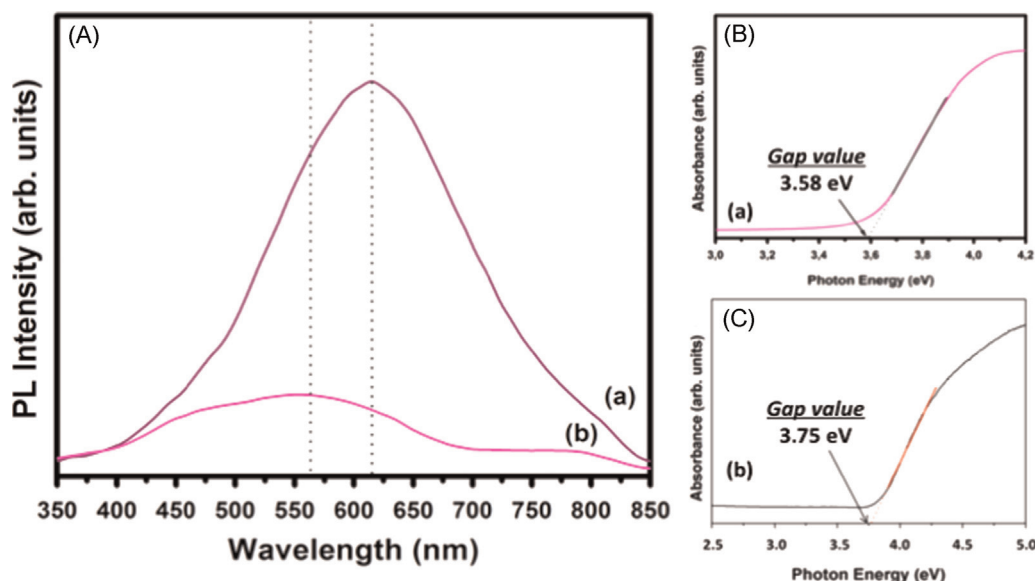 (A)
PL Intensity (arb. units)
(a)
(b)
350 400 450 500 550 600 650 700 750 800 850
Wavelength (nm)
(B)
Absorbance (arb. units)
Gap value
3.58 eV
(a)
3,0 3,2 3,4 3,6 3,8 4,0 4,2
Photon Energy (eV)
(C)
Absorbance (arb. units)
Gap value
3.75 eV
(b)
2.5 3.0 3.5 4.0 4.5 5.0
Photon Energy (eV)